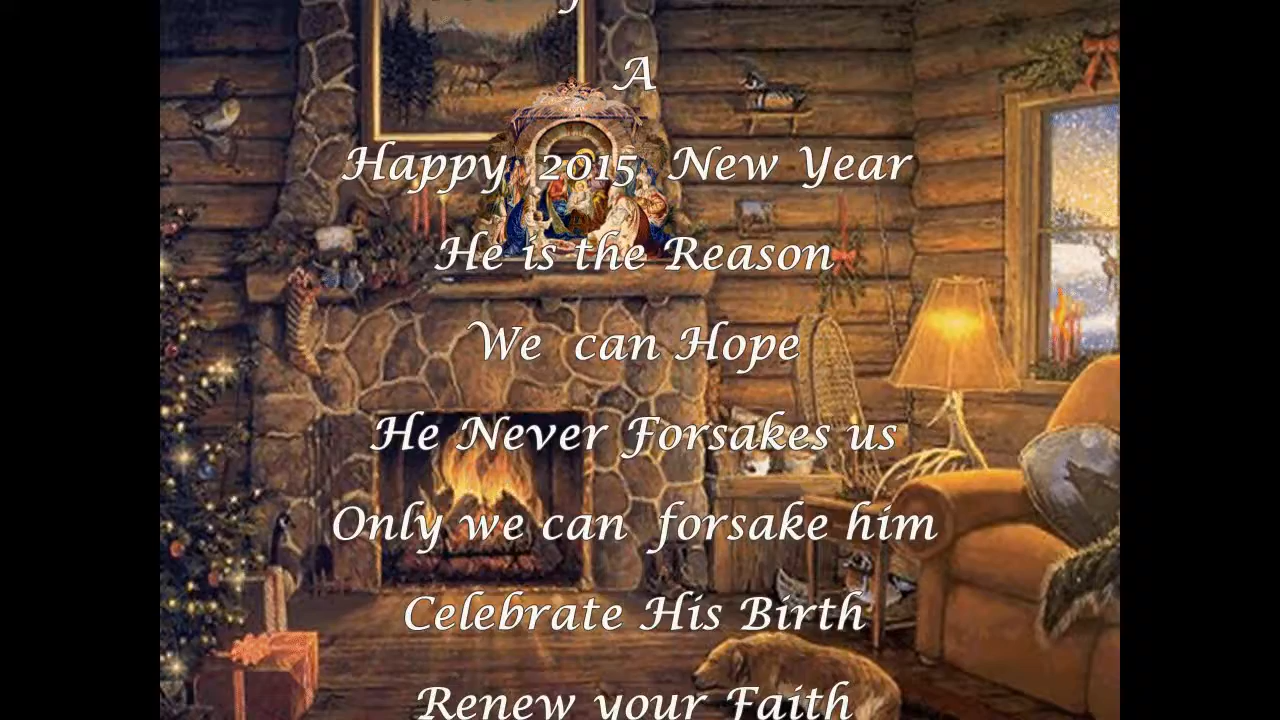 A
Happy 2015 New Year
He is the Reason
We can Hope
He Never Forsakes us
Only we can forsake him
Celebrate His Birth
Renew your Faith